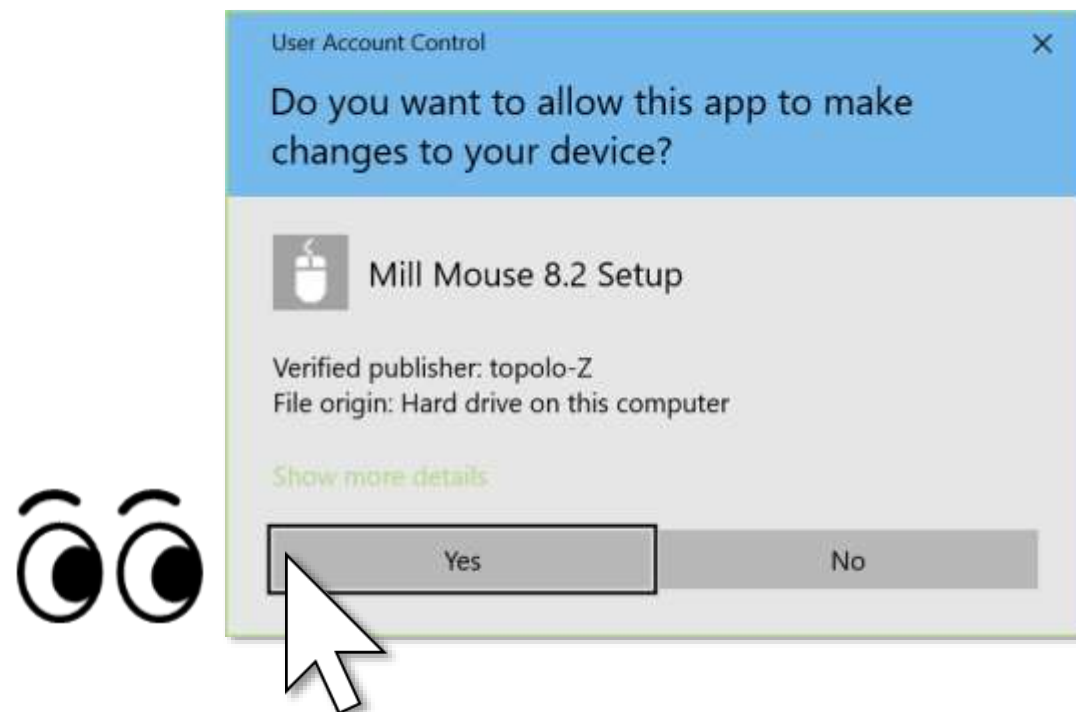 User Account Control
Do you want to allow this app to make
changes to your device?
Mill Mouse 8.2 Setup
Verified publisher: topolo-Z
File origin: Hard drive on this computer
Show more details
Yes No